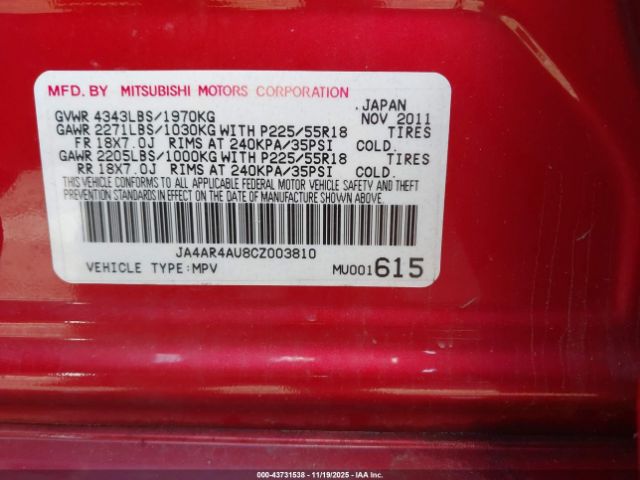 MFD. BY MITSUBISHI MOTORS CORPORATION
, JAPAN
GVWR 4343LBS/1970KG NOV 2011
GAWR 2271LBS/1030KG WITH P225/55R18 TIRES
FR 18X7.0J RIMS AT 240KPA/35PSI COLD.
GAWR 2205LBS/1000KG WITH P225/55R18 TIRES
RR 18X7.0J RIMS AT 240KPA/35PSI COLD.
THIS VEHICLE CONFORMS TO ALL APPLICABLE FEDERAL MOTOR VEHICLE SAFETY AND THEFT
PREVENTION STANDARDS IN EFFECT ON THE DATE OF MANUFACTURE SHOWN ABOVE.
JA4AR4AU8CZ003810
VEHICLE TYPE:MPV MU001615
000-43731538 - 11/19/2025 - IAA Inc.